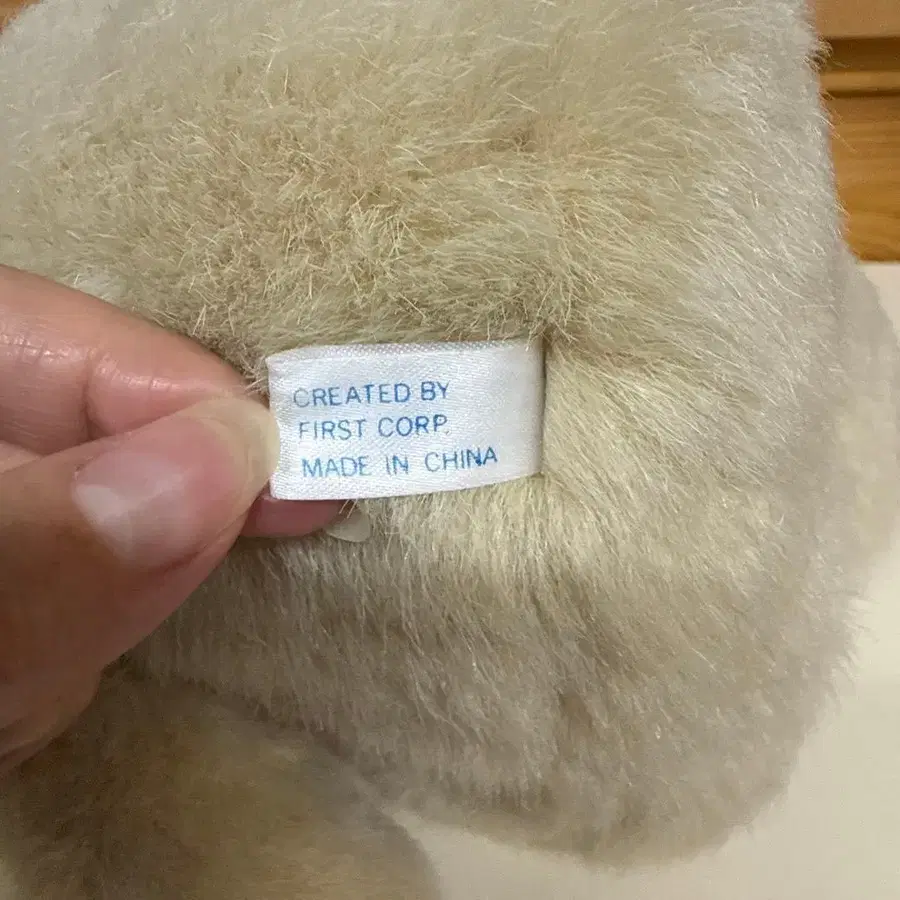 CREATED BY
FIRST CORP.
MADE IN CHINA